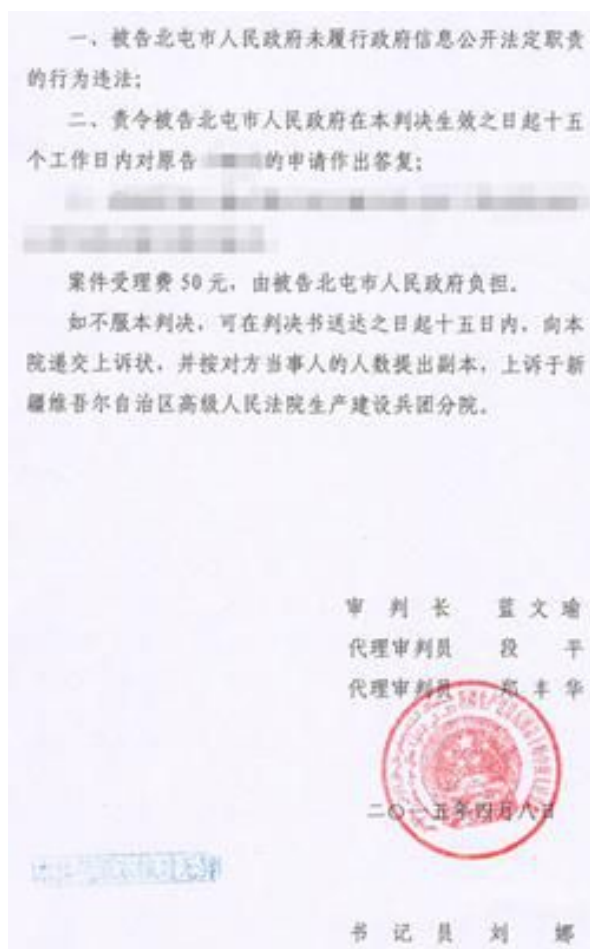 一、被告北屯市人民政府未履行政府信息公开法定职责
的行为违法;
二、责令被告北屯市人民政府在本判决生效之日起十五
个工作日内对原告 的申请作出答复;
案件受理费 50 元，由被告北屯市人民政府负担。
如不服本判决，可在判决书送达之日起十五日内，向本
院递交上诉状，并按对方当事人的人数提出副本，上诉于新
疆维吾尔自治区高级人民法院生产建设兵团分院。
审 判 长 蓝 文 瑜
代理审判员 段 平
代理审判员 郑 丰 华
二〇一五年四月八日
书 记 员 刘 娜